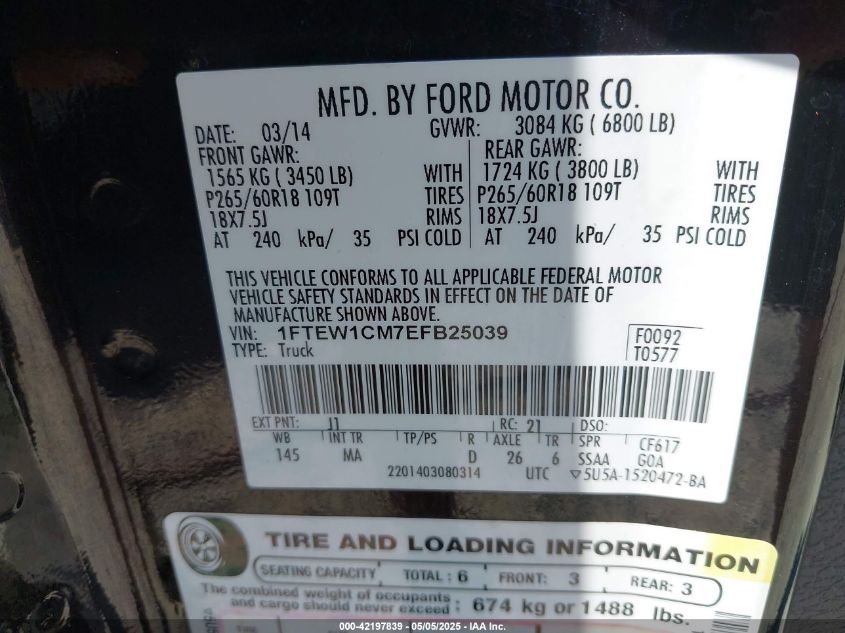 MFD. BY FORD MOTOR CO.
DATE: 03/14 GVWR: 3084 KG ( 6800 LB)
FRONT GAWR: REAR GAWR:
1565 KG ( 3450 LB) WITH 1724 KG ( 3800 LB) WITH
P265/60R18 109T TIRES P265/60R18 109T TIRES
18X7.5J RIMS 18X7.5J RIMS
AT 240 kPa/ 35 PSI COLD AT 240 kPa/ 35 PSI COLD
THIS VEHICLE CONFORMS TO ALL APPLICABLE FEDERAL MOTOR
VEHICLE SAFETY STANDARDS IN EFFECT ON THE DATE OF
MANUFACTURE SHOWN ABOVE.
VIN: 1FTEW1CM7EFB25039 F0092
TYPE: Truck T0577
EXT PNT: J1 RC: 21 DSO:
WB INT TR TP/PS R AXLE TR SPR CF617
145 MA D 26 6 SSAA GOA
2201403080314 UTC ▽5U5A-1520472-BA
TIRE AND LOADING INFORMATION
SEATING CAPACITY TOTAL: 6 FRONT: 3 REAR: 3
The combined weight of occupants
and cargo should never exceed: 674 kg or 1488 lbs.
000-42197839 - 05/05/2025 - IAA Inc.